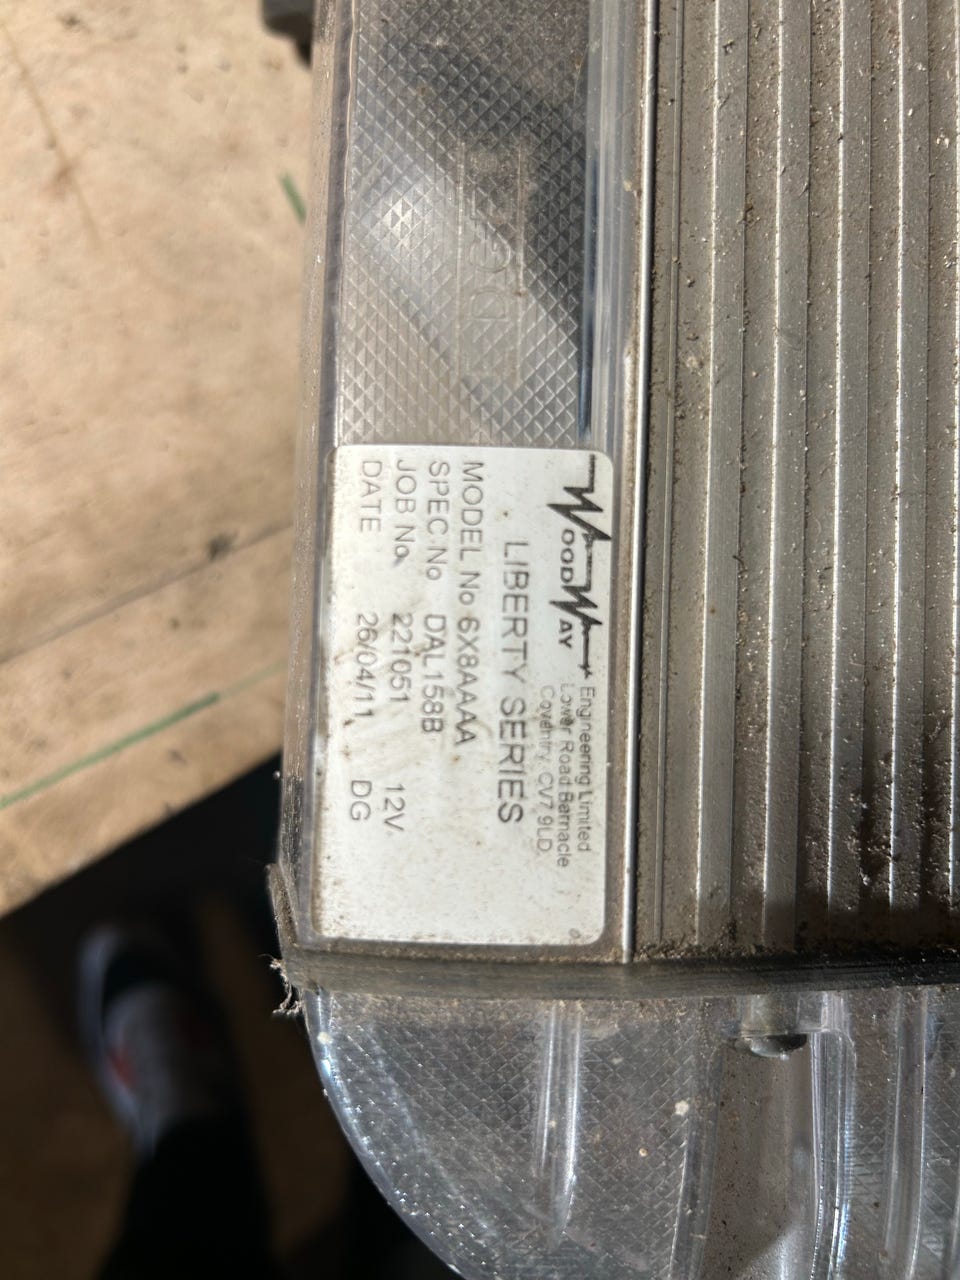 WOODWAY
Engineering Limited
Lower Road Barnacle
Coventry. CV7 9LD.
LIBERTY SERIES
MODEL No SX8AAAA
SPEC No DAL158B
JOB No. 221051 12V
DATE 26/04/11 DG